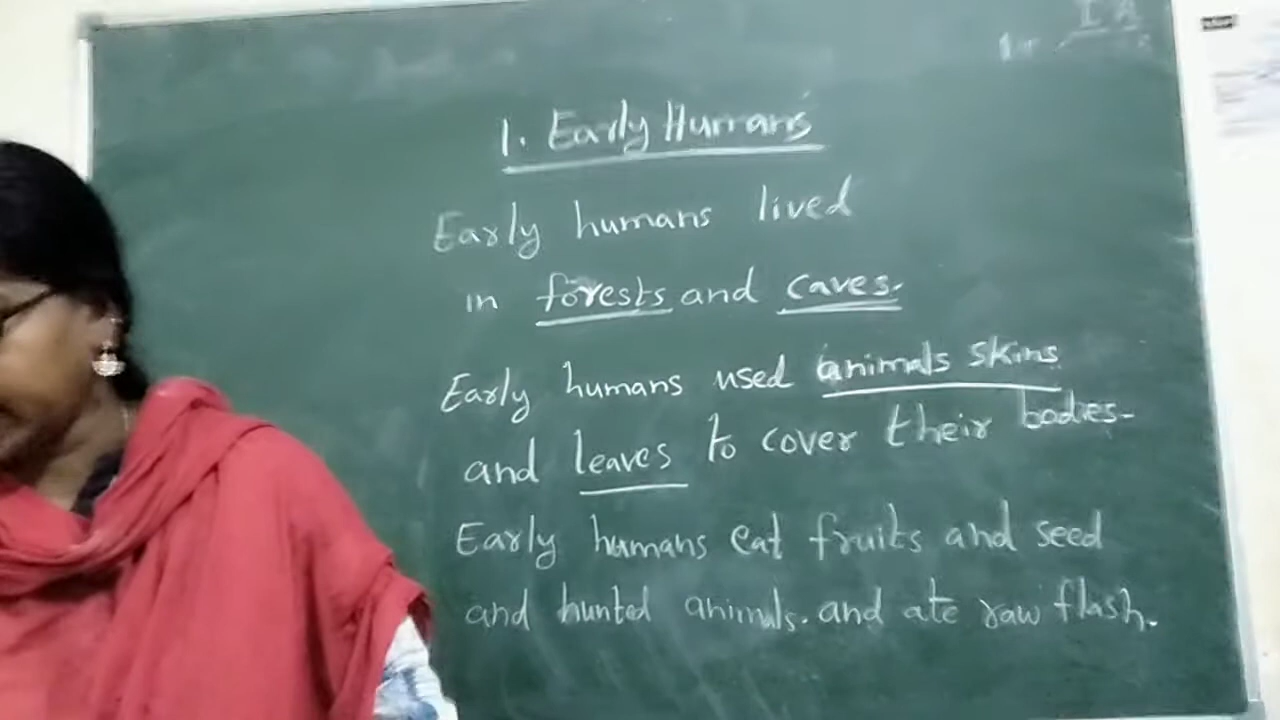 1. Early Humans
Early humans lived
in forests and caves.
Early humans used animals skins
and leaves to cover their bodies.
Early humans eat fruits and seed
and hunted animals. and ate raw flash.